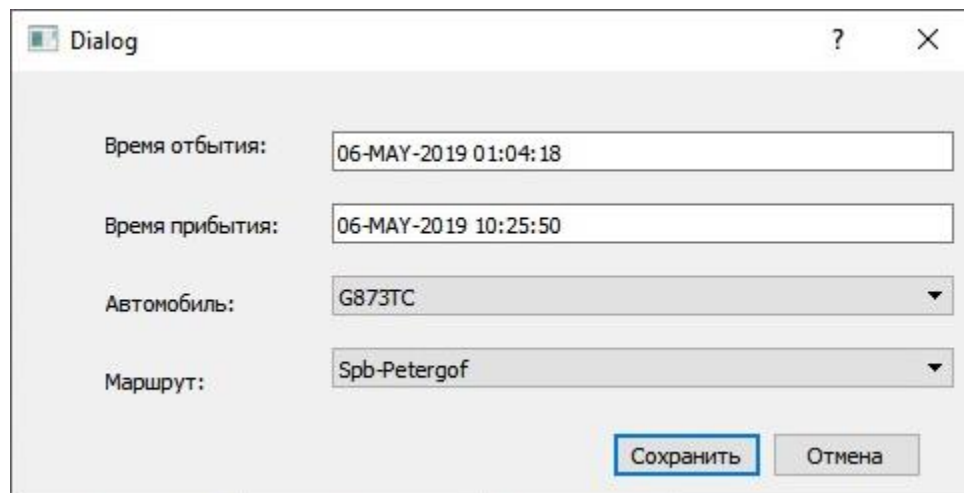 Dialog ?
Время отбытия: 06-MAY-2019 01:04:18
Время прибытия: 06-MAY-2019 10:25:50
Автомобиль: G873TC
Маршрут: Spb-Petergof
Сохранить Отмена